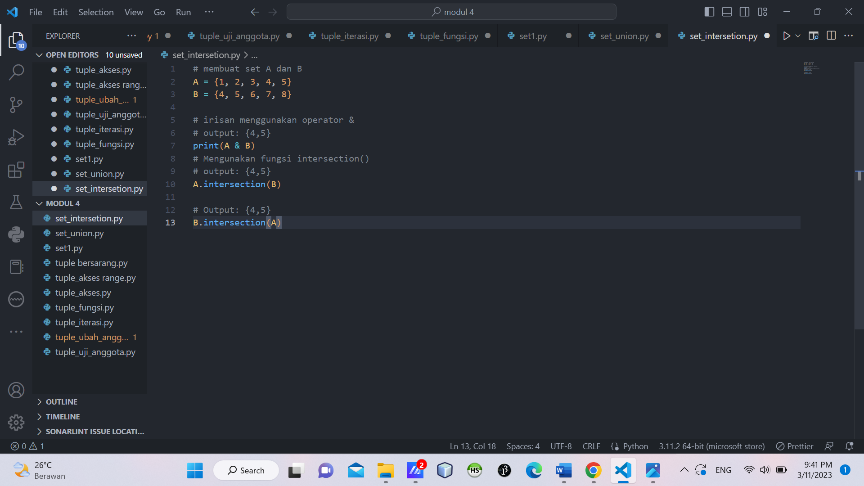 File Edit Selection View Go Run ···
modul 4
EXPLORER ···
y 1 tuple_uji_anggota.py tuple_iterasi.py tuple_fungsi.py set1.py set_union.py set_intersetion.py
OPEN EDITORS 10 unsaved
tuple_akses.py
tuple_akses rang...
tuple_ubah_... 1
tuple_uji_anggot...
tuple_iterasi.py
tuple_fungsi.py
set1.py
set_union.py
set_intersetion.py
MODUL 4
set_intersetion.py
set_union.py
set1.py
tuple bersarang.py
tuple_akses range.py
tuple_akses.py
tuple_fungsi.py
tuple_iterasi.py
tuple_ubah_angg... 1
tuple_uji_anggota.py
OUTLINE
TIMELINE
SONARLINT ISSUE LOCATI...
10
set_intersetion.py > ...
1 # membuat set A dan B
2 A = {1, 2, 3, 4, 5}
3 B = {4, 5, 6, 7, 8}
4
5 # irisan menggunakan operator &
6 # output: {4,5}
7 print(A & B)
8 # Mengunakan fungsi intersection()
9 # output: {4,5}
10 A.intersection(B)
11
12 # Output: {4,5}
13 B.intersection(A)
0 1 Ln 13, Col 18 Spaces: 4 UTF-8 CRLF Python 3.11.2 64-bit (microsoft store) Prettier
26°C
Berawan
Search
2
ENG
9:41 PM
3/11/2023
1